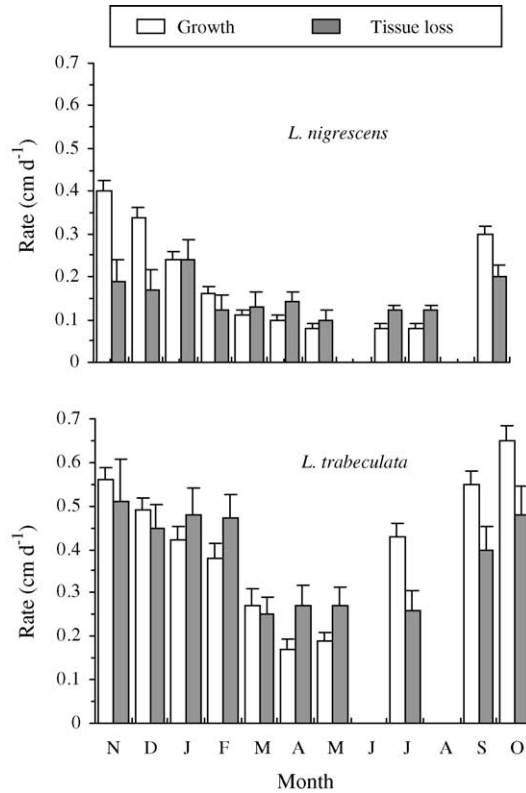 Growth Tissue loss
0.7
0.6
L. nigrescens
0.5
0.4
0.3
0.2
0.1
0
Rate (cm d⁻¹)
0.7
0.6
L. trabeculata
0.5
0.4
0.3
0.2
0.1
0
Rate (cm d⁻¹)
N D J F M A M J J A S O
Month